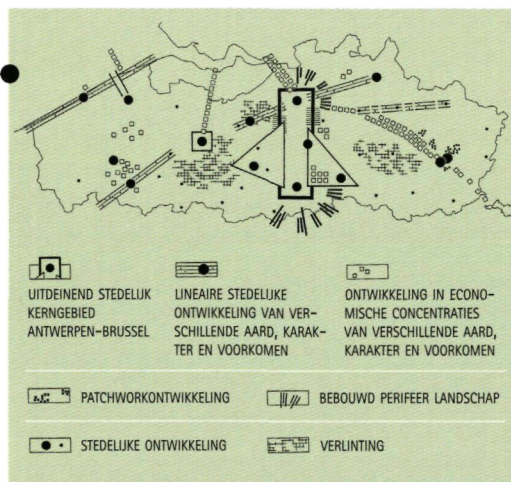 UITDEINEND STEDELIJK
KERNGEBIED
ANTWERPEN-BRUSSEL
LINEAIRE STEDELIJKE
ONTWIKKELING VAN VER-
SCHILLENDE AARD, KARAK-
TER EN VOORKOMEN
ONTWIKKELING IN ECONO-
MISCHE CONCENTRATIES
VAN VERSCHILLENDE AARD,
KARAKTER EN VOORKOMEN
PATCHWORKONTWIKKELING
BEBOUWD PERIFEER LANDSCHAP
STEDELIJKE ONTWIKKELING
VERLINTING